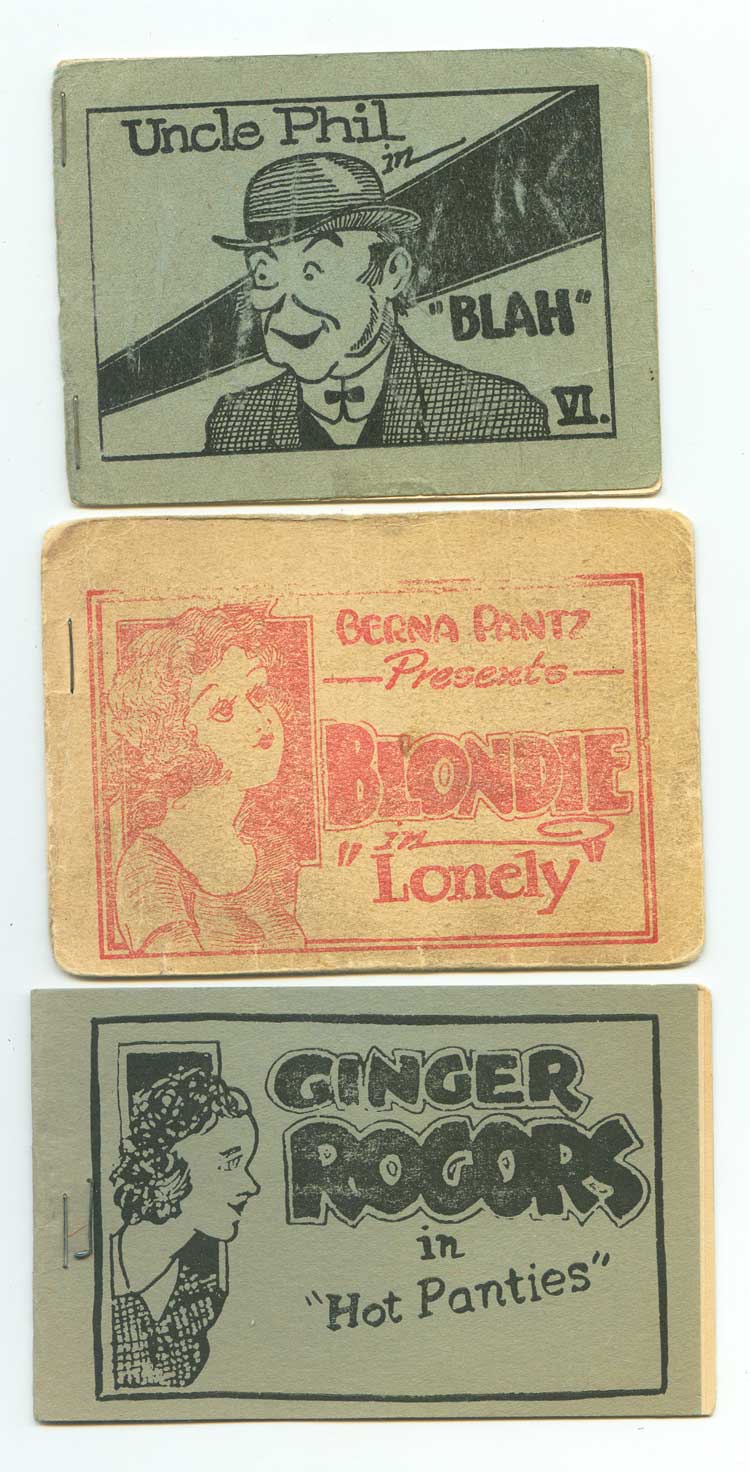 Uncle Phil
in
"BLAH"
VI.
BERNA PANTZ
Presents
BLONDIE
in
"Lonely"
GINGER
ROGORS
in
"Hot Panties"